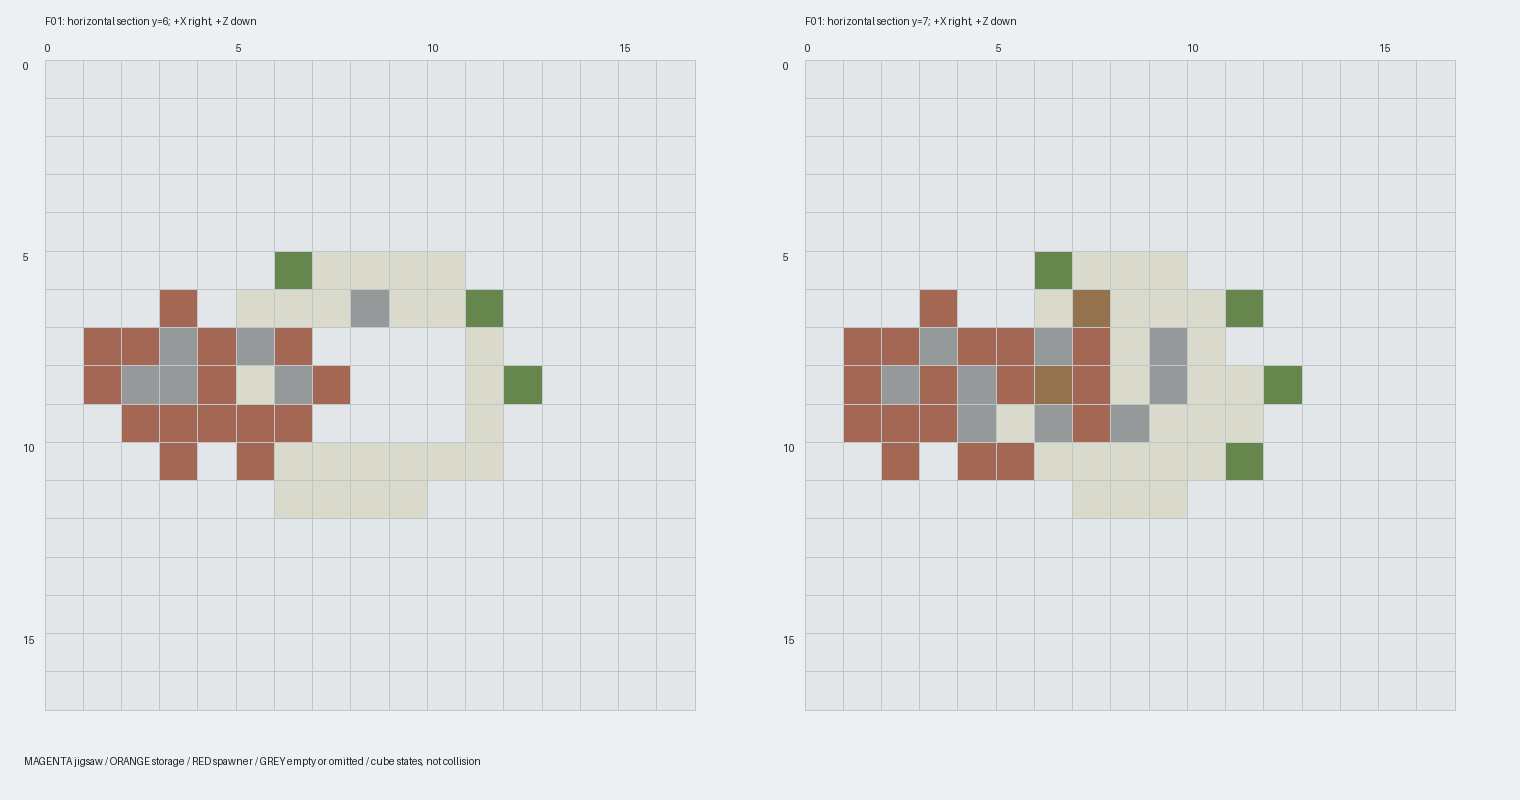 F01: horizontal section y=6; +X right, +Z down
F01: horizontal section y=7; +X right, +Z down
0 5 10 15
0 5 10 15
0
0
5
5
10
10
15
15
MAGENTA jigsaw / ORANGE storage / RED spawner / GREY empty or omitted / cube states, not collision